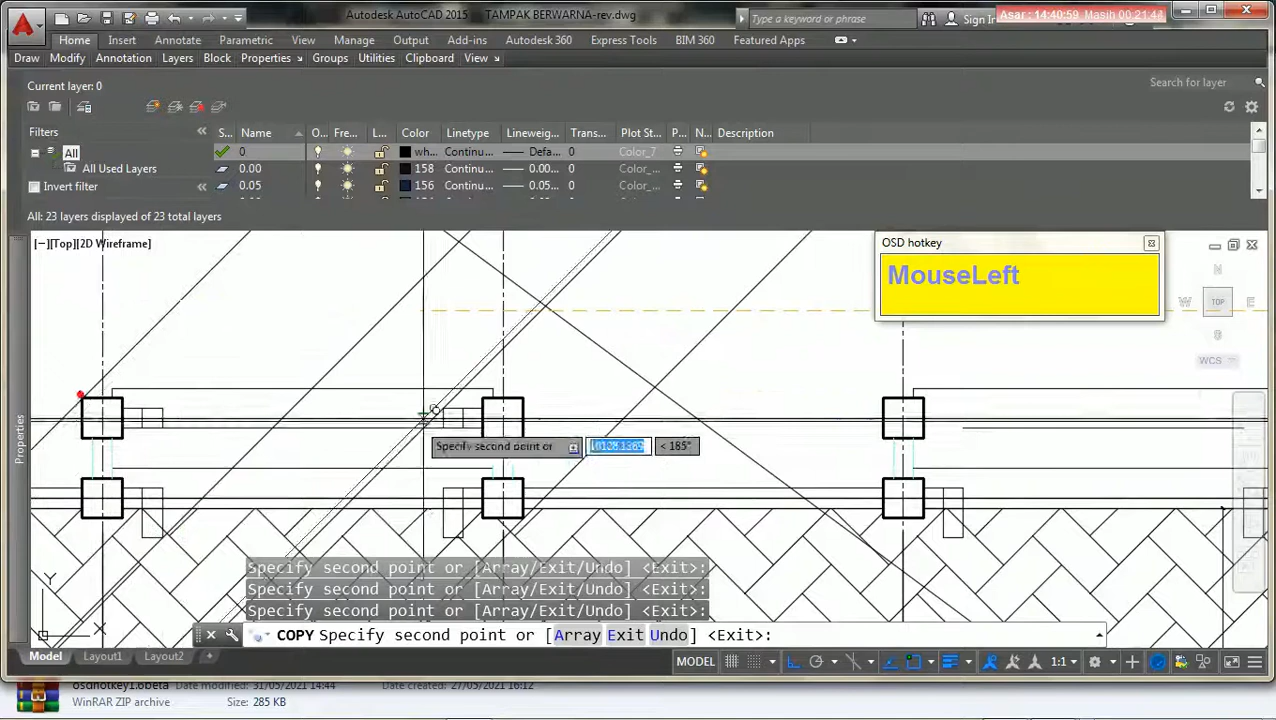 Autodesk AutoCAD 2015 TAMPAK BERWARNA-rev.dwg
Type a keyword or phrase
Sign In
Asar : 14:40:59 Masih 00:21:44
Home Insert Annotate Parametric View Manage Output Add-ins Autodesk 360 Express Tools BIM 360 Featured Apps
Draw Modify Annotation Layers Block Properties Groups Utilities Clipboard View
Current layer: 0
Search for layer
Filters
S... Name O... Fre... L... Color Linetype Lineweig... Trans... Plot St... P... N... Description
All
0 wh... Continu... Defa... 0 Color_7
All Used Layers
0.00 158 Continu... 0.00... 0 Color_...
Invert filter
0.05 156 Continu... 0.05... 0 Color_...
All: 23 layers displayed of 23 total layers
[−][Top][2D Wireframe]
OSD hotkey
MouseLeft
N
W TOP E
WCS
Properties
Specify second point or
< 185°
Specify second point or [Array/Exit/Undo] <Exit>:
Specify second point or [Array/Exit/Undo] <Exit>:
Specify second point or [Array/Exit/Undo] <Exit>:
Y
X
COPY Specify second point or [Array Exit Undo] <Exit>:
Model Layout1 Layout2 +
MODEL 1:1
osdhotkey1.0beta Date modified: 31/05/2021 14:44 Date created: 27/05/2021 16:12
WinRAR ZIP archive Size: 285 KB